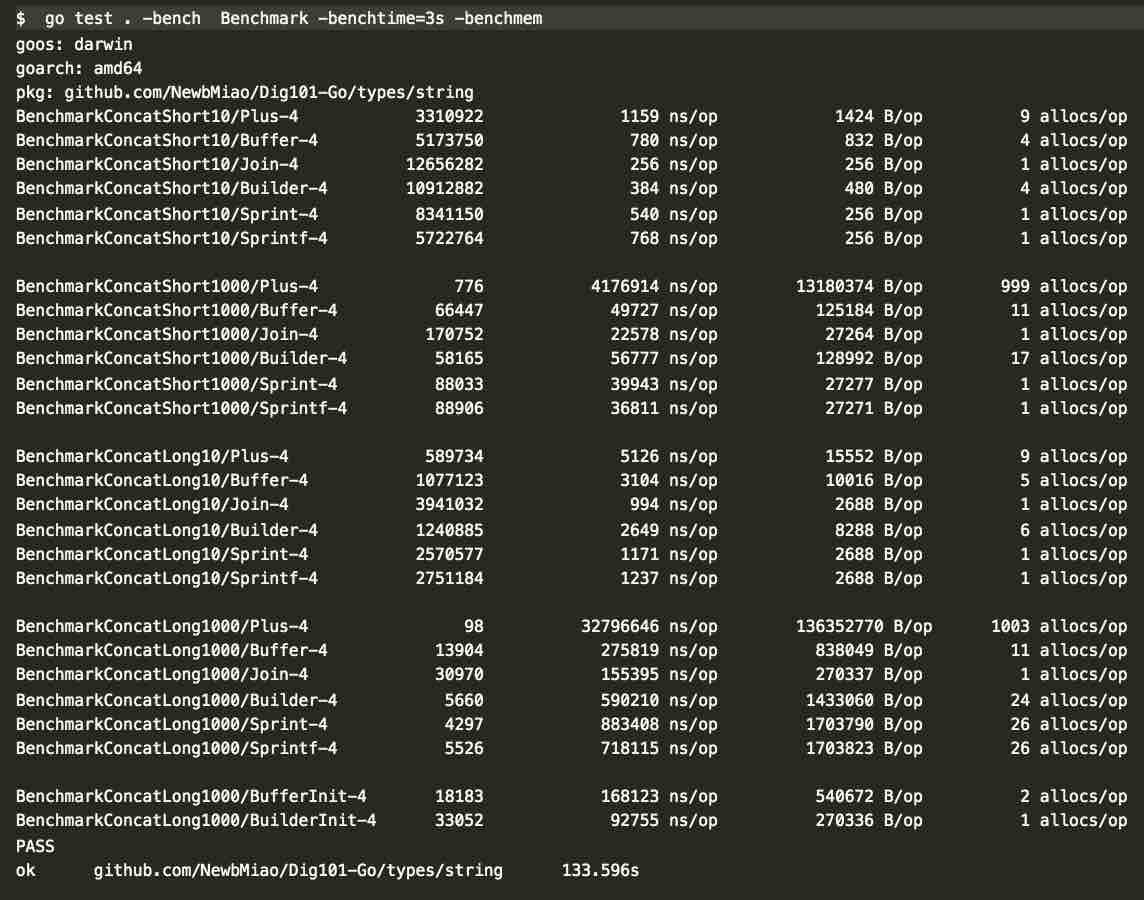 $  go test . -bench  Benchmark -benchtime=3s -benchmem
goos: darwin
goarch: amd64
pkg: github.com/NewbMiao/Dig101-Go/types/string
BenchmarkConcatShort10/Plus-4 3310922 1159 ns/op 1424 B/op 9 allocs/op
BenchmarkConcatShort10/Buffer-4 5173750 780 ns/op 832 B/op 4 allocs/op
BenchmarkConcatShort10/Join-4 12656282 256 ns/op 256 B/op 1 allocs/op
BenchmarkConcatShort10/Builder-4 10912882 384 ns/op 480 B/op 4 allocs/op
BenchmarkConcatShort10/Sprint-4 8341150 540 ns/op 256 B/op 1 allocs/op
BenchmarkConcatShort10/Sprintf-4 5722764 768 ns/op 256 B/op 1 allocs/op
BenchmarkConcatShort1000/Plus-4 776 4176914 ns/op 13180374 B/op 999 allocs/op
BenchmarkConcatShort1000/Buffer-4 66447 49727 ns/op 125184 B/op 11 allocs/op
BenchmarkConcatShort1000/Join-4 170752 22578 ns/op 27264 B/op 1 allocs/op
BenchmarkConcatShort1000/Builder-4 58165 56777 ns/op 128992 B/op 17 allocs/op
BenchmarkConcatShort1000/Sprint-4 88033 39943 ns/op 27277 B/op 1 allocs/op
BenchmarkConcatShort1000/Sprintf-4 88906 36811 ns/op 27271 B/op 1 allocs/op
BenchmarkConcatLong10/Plus-4 589734 5126 ns/op 15552 B/op 9 allocs/op
BenchmarkConcatLong10/Buffer-4 1077123 3104 ns/op 10016 B/op 5 allocs/op
BenchmarkConcatLong10/Join-4 3941032 994 ns/op 2688 B/op 1 allocs/op
BenchmarkConcatLong10/Builder-4 1240885 2649 ns/op 8288 B/op 6 allocs/op
BenchmarkConcatLong10/Sprint-4 2570577 1171 ns/op 2688 B/op 1 allocs/op
BenchmarkConcatLong10/Sprintf-4 2751184 1237 ns/op 2688 B/op 1 allocs/op
BenchmarkConcatLong1000/Plus-4 98 32796646 ns/op 136352770 B/op 1003 allocs/op
BenchmarkConcatLong1000/Buffer-4 13904 275819 ns/op 838049 B/op 11 allocs/op
BenchmarkConcatLong1000/Join-4 30970 155395 ns/op 270337 B/op 1 allocs/op
BenchmarkConcatLong1000/Builder-4 5660 590210 ns/op 1433060 B/op 24 allocs/op
BenchmarkConcatLong1000/Sprint-4 4297 883408 ns/op 1703790 B/op 26 allocs/op
BenchmarkConcatLong1000/Sprintf-4 5526 718115 ns/op 1703823 B/op 26 allocs/op
BenchmarkConcatLong1000/BufferInit-4 18183 168123 ns/op 540672 B/op 2 allocs/op
BenchmarkConcatLong1000/BuilderInit-4 33052 92755 ns/op 270336 B/op 1 allocs/op
PASS
ok github.com/NewbMiao/Dig101-Go/types/string 133.596s